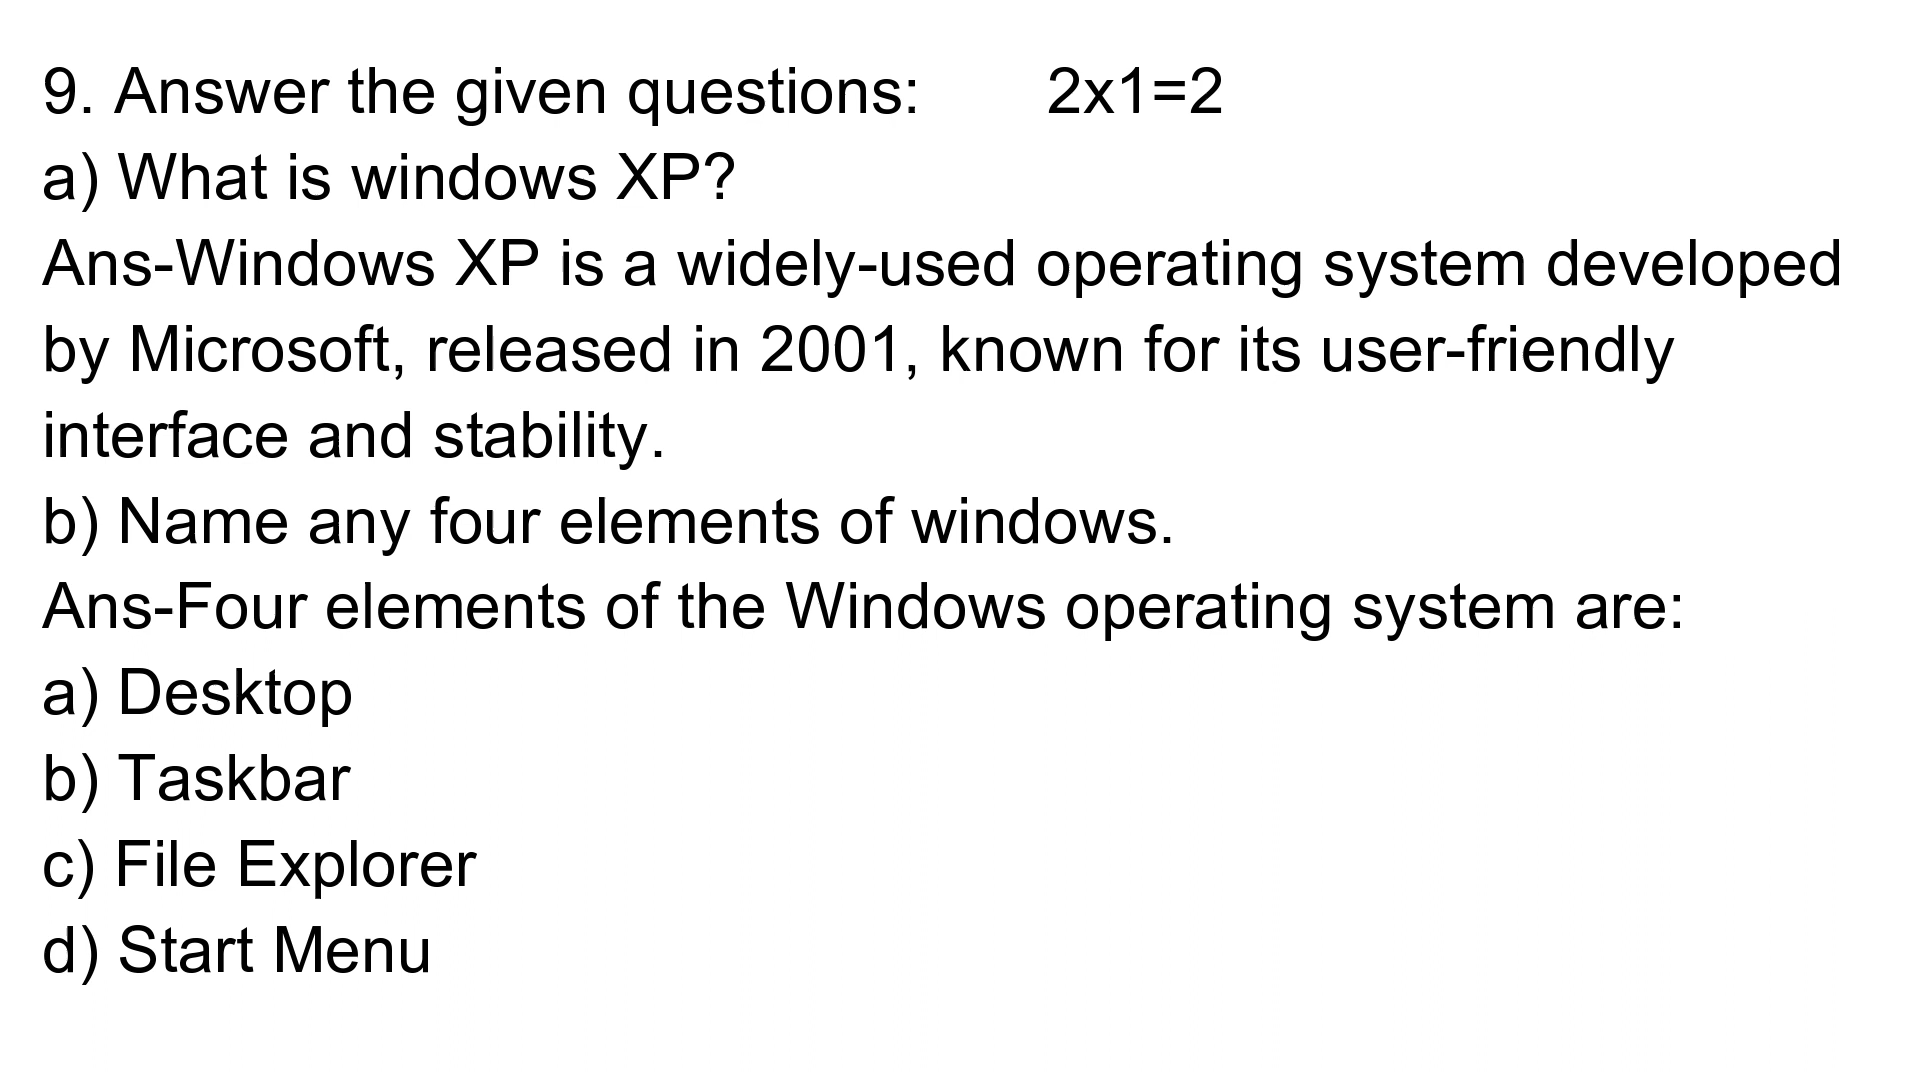 9. Answer the given questions: 2x1=2
a) What is windows XP?
Ans-Windows XP is a widely-used operating system developed
by Microsoft, released in 2001, known for its user-friendly
interface and stability.
b) Name any four elements of windows.
Ans-Four elements of the Windows operating system are:
a) Desktop
b) Taskbar
c) File Explorer
d) Start Menu